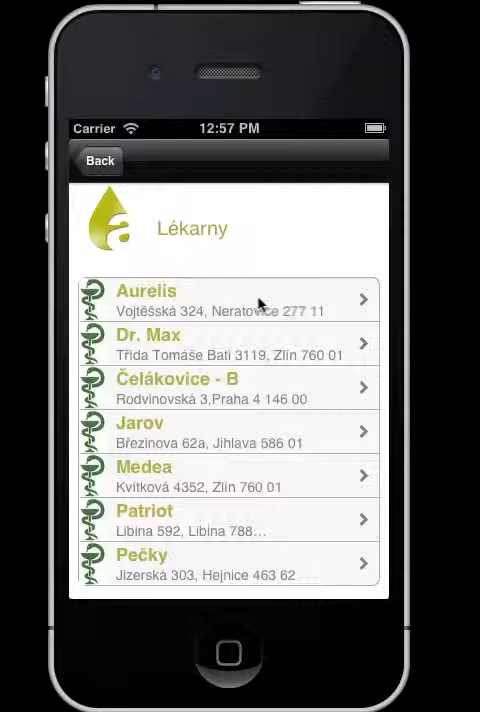 Carrier 12:57 PM
Back
a
Lékarny
Aurelis
Vojtěšská 324, Neratovice 277 11
Dr. Max
Třída Tomáše Bati 3119, Zlín 760 01
Čelákovice - B
Rodvinovská 3,Praha 4 146 00
Jarov
Březinova 62a, Jihlava 586 01
Medea
Kvítková 4352, Zlín 760 01
Patriot
Libina 592, Libina 788...
Pečky
Jizerská 303, Hejnice 463 62